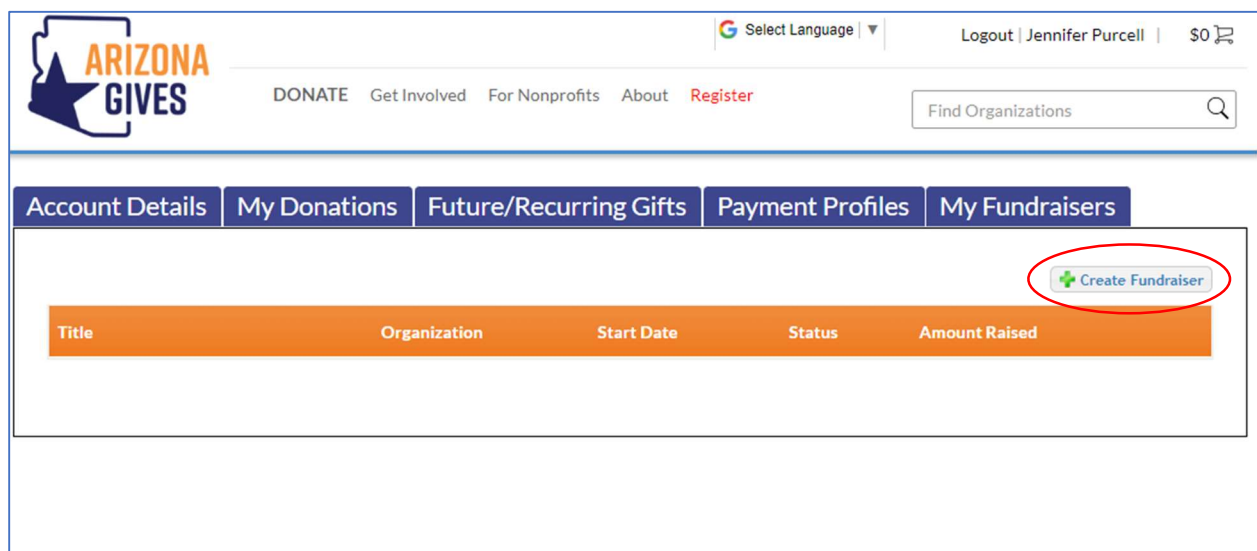 ARIZONA
GIVES
Select Language ▼
Logout | Jennifer Purcell | $0
DONATE Get Involved For Nonprofits About Register
Find Organizations
Account Details My Donations Future/Recurring Gifts Payment Profiles My Fundraisers
Create Fundraiser
Title Organization Start Date Status Amount Raised